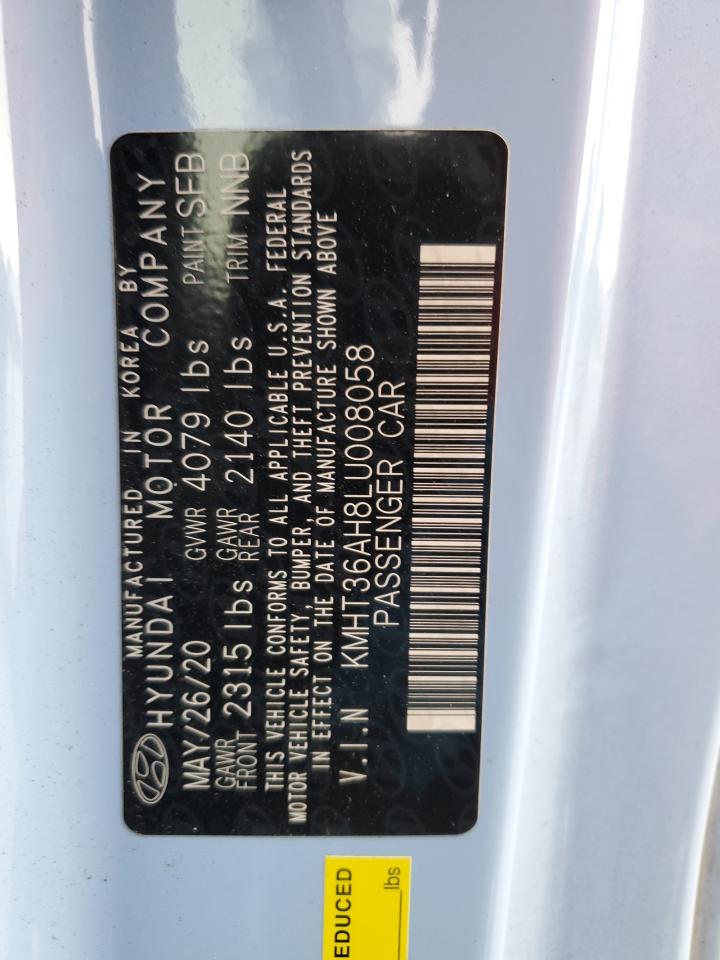 MANUFACTURED IN KOREA BY
HYUNDAI MOTOR COMPANY
MAY/26/20 GVWR 4079 lbs PAINT SFB
GAWR FRONT 2315 lbs GAWR REAR 2140 lbs TRIM NNB
THIS VEHICLE CONFORMS TO ALL APPLICABLE U.S.A. FEDERAL
MOTOR VEHICLE SAFETY, BUMPER, AND THEFT PREVENTION STANDARDS
IN EFFECT ON THE DATE OF MANUFACTURE SHOWN ABOVE
V.I.N KMHT36AH8LU008058
PASSENGER CAR
EDUCED
lbs